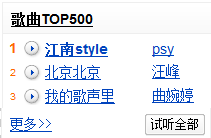 歌曲TOP500
1 江南style psy
2 北京北京 汪峰
3 我的歌声里 曲婉婷
更多>> 试听全部